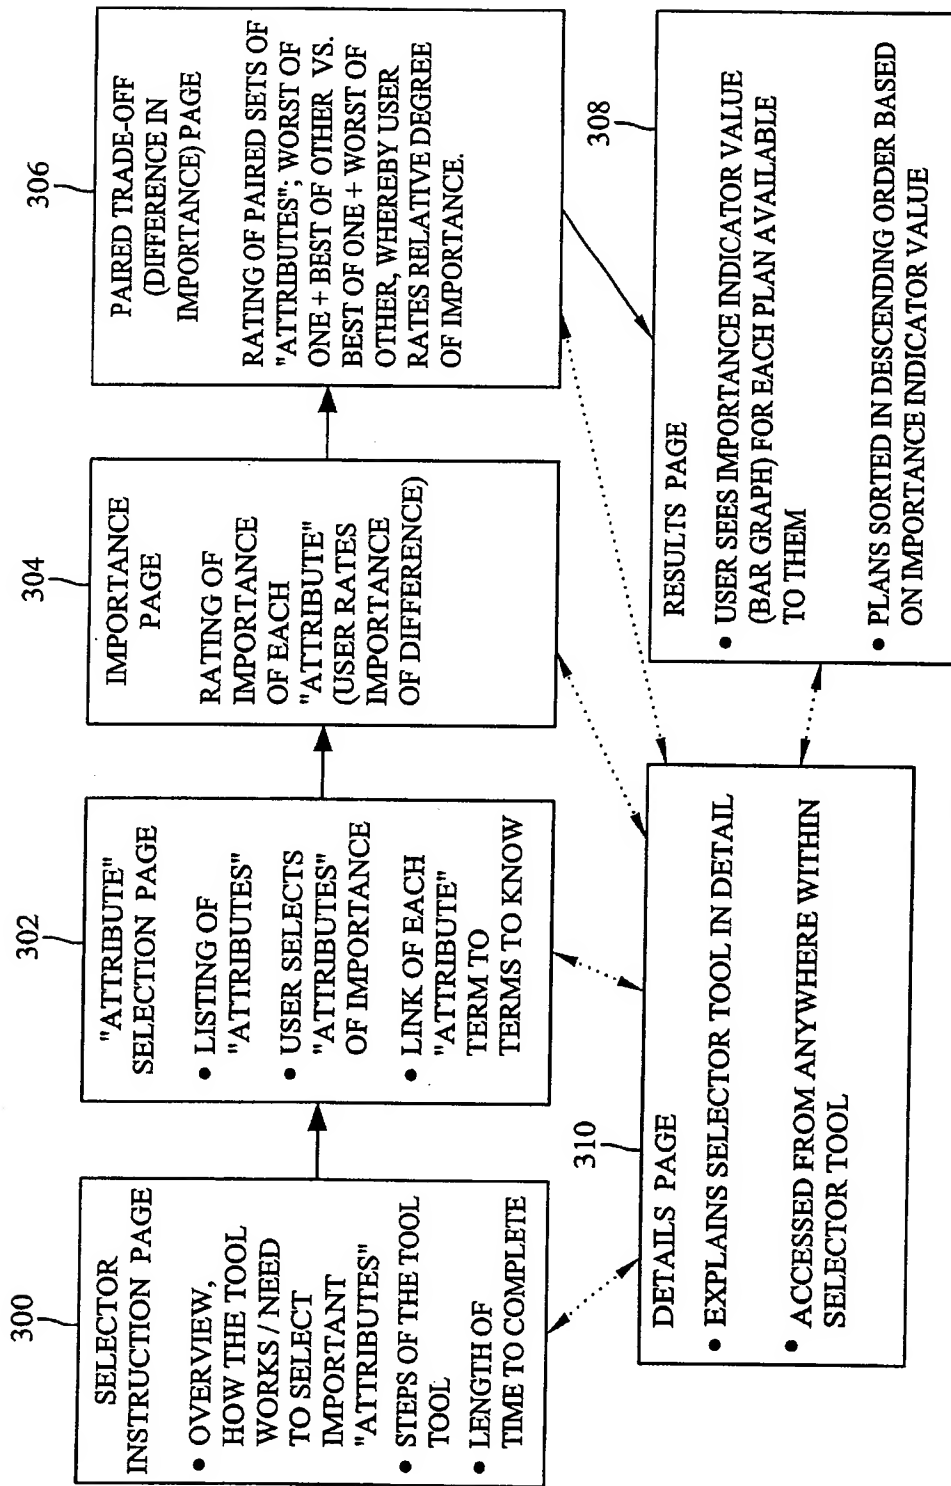 300
SELECTOR
INSTRUCTION PAGE
• OVERVIEW,
HOW THE TOOL
WORKS / NEED
TO SELECT
IMPORTANT
"ATTRIBUTES"
• STEPS OF THE TOOL
TOOL
• LENGTH OF
TIME TO COMPLETE
302
"ATTRIBUTE"
SELECTION PAGE
• LISTING OF
"ATTRIBUTES"
• USER SELECTS
"ATTRIBUTES"
OF IMPORTANCE
• LINK OF EACH
"ATTRIBUTE"
TERM TO
TERMS TO KNOW
304
IMPORTANCE
PAGE
RATING OF
IMPORTANCE
OF EACH
"ATTRIBUTE"
(USER RATES
IMPORTANCE
OF DIFFERENCE)
306
PAIRED TRADE-OFF
(DIFFERENCE IN
IMPORTANCE) PAGE
RATING OF PAIRED SETS OF
"ATTRIBUTES"; WORST OF
ONE + BEST OF OTHER VS.
BEST OF ONE + WORST OF
OTHER, WHEREBY USER
RATES RELATIVE DEGREE
OF IMPORTANCE.
310
DETAILS PAGE
• EXPLAINS SELECTOR TOOL IN DETAIL
• ACCESSED FROM ANYWHERE WITHIN
SELECTOR TOOL
308
RESULTS PAGE
• USER SEES IMPORTANCE INDICATOR VALUE
(BAR GRAPH) FOR EACH PLAN AVAILABLE
TO THEM
• PLANS SORTED IN DESCENDING ORDER BASED
ON IMPORTANCE INDICATOR VALUE